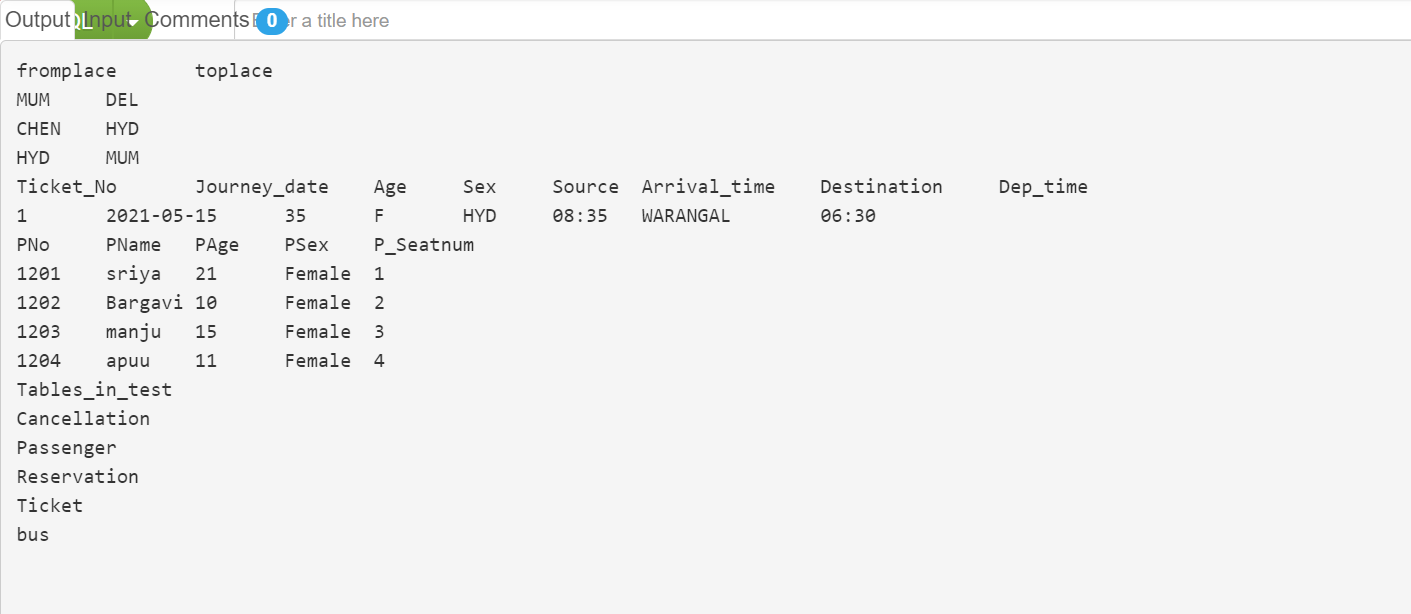 Output Input Comments 0 r a title here
fromplace toplace
MUM DEL
CHEN HYD
HYD MUM
Ticket_No Journey_date Age Sex Source Arrival_time Destination Dep_time
1 2021-05-15 35 F HYD 08:35 WARANGAL 06:30
PNo PName PAge PSex P_Seatnum
1201 sriya 21 Female 1
1202 Bargavi 10 Female 2
1203 manju 15 Female 3
1204 apuu 11 Female 4
Tables_in_test
Cancellation
Passenger
Reservation
Ticket
bus